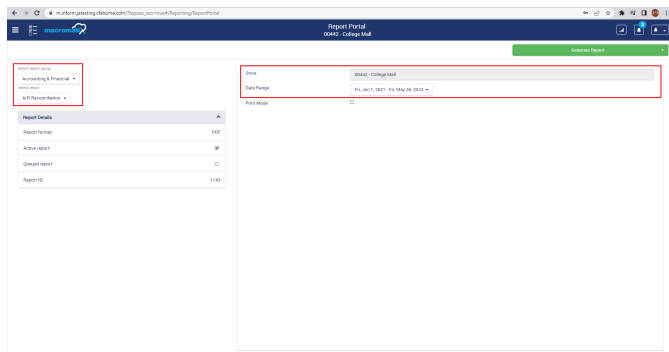 m.inform.jatesting.cfahome.com/?bypass_sso=true#/Reporting/ReportPortal
macromatix
Report Portal
00442 - College Mall
Generate Report
Select report group
Accounting & Financial
Select report
A/R Reconciliation
Store
00442 - College Mall
Date Range
Fri, Jan 1, 2021 - Fri, May 26, 2023
Print Mode
Report Details
Report format
PDF
Active report
Queued report
Report ID
1143